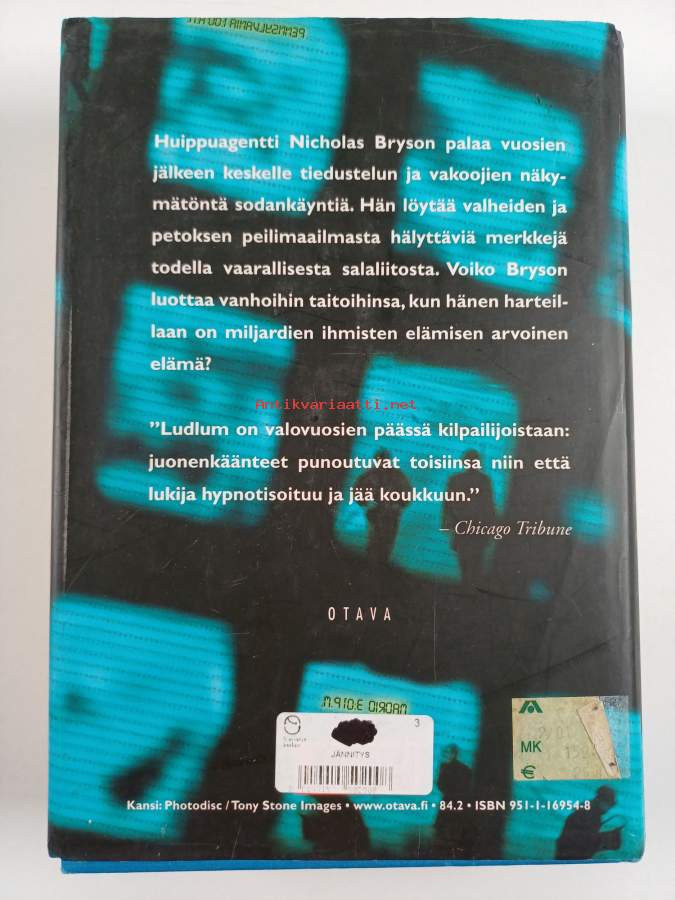 Huippuagentti Nicholas Bryson palaa vuosien
jälkeen keskelle tiedustelun ja vakoojien näky-
mätöntä sodankäyntiä. Hän löytää valheiden ja
petoksen peilimaailmasta hälyttäviä merkkejä
todella vaarallisesta salaliitosta. Voiko Bryson
luottaa vanhoihin taitoihinsa, kun hänen harteil-
laan on miljardien ihmisten elämisen arvoinen
elämä?
Antikvariaatti.net
”Ludlum on valovuosien päässä kilpailijoistaan:
juonenkäänteet punoutuvat toisiinsa niin että
lukija hypnotisoituu ja jää koukkuun.”
– Chicago Tribune
OTAVA
MADRID 3:01P.M
3
JÄNNITYS
MK
€
Kansi: Photodisc / Tony Stone Images • www.otava.fi • 84.2 • ISBN 951-1-16954-8